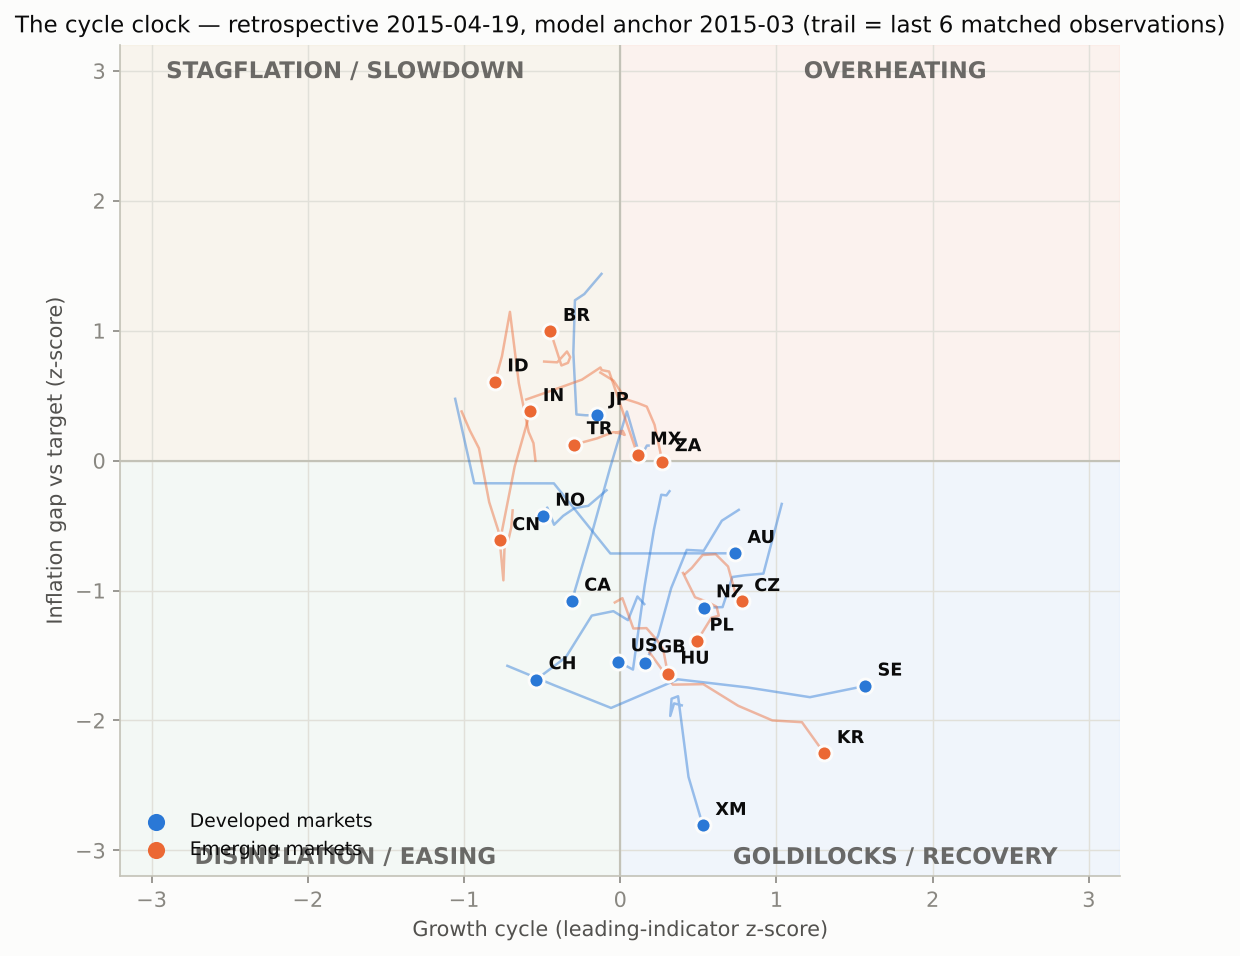 The cycle clock — retrospective 2015-04-19, model anchor 2015-03 (trail = last 6 matched observations)
STAGFLATION / SLOWDOWN
OVERHEATING
3
2
1
0
−1
−2
−3
Inflation gap vs target (z-score)
BR
ID
IN
JP
TR
MX
ZA
NO
CN
AU
CA
CZ
NZ
PL
US
GB
HU
CH
SE
KR
XM
Developed markets
Emerging markets
DISINFLATION / EASING
GOLDILOCKS / RECOVERY
−3
−2
−1
0
1
2
3
Growth cycle (leading-indicator z-score)